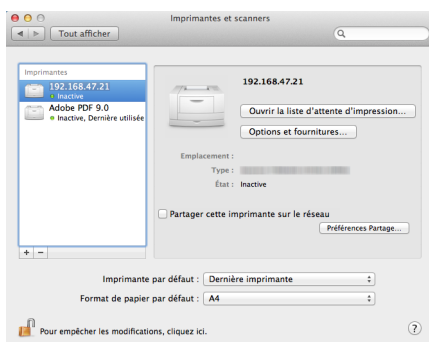 Imprimantes et scanners
Tout afficher
Imprimantes
192.168.47.21
Inactive
Adobe PDF 9.0
Inactive, Dernière utilisée
192.168.47.21
Ouvrir la liste d'attente d'impression...
Options et fournitures...
Emplacement :
Type :
État : Inactive
Partager cette imprimante sur le réseau
Préférences Partage...
+ −
Imprimante par défaut : Dernière imprimante
Format de papier par défaut : A4
Pour empêcher les modifications, cliquez ici.
?